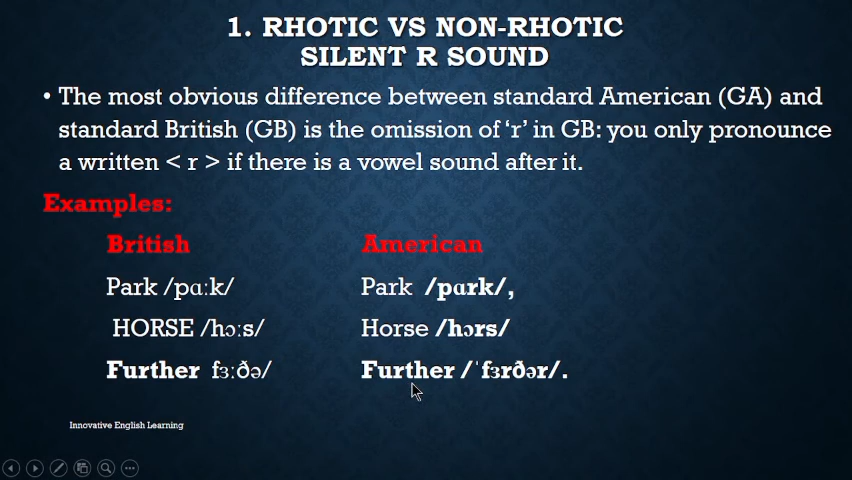 1. RHOTIC VS NON-RHOTIC
SILENT R SOUND
• The most obvious difference between standard American (GA) and
standard British (GB) is the omission of ‘r’ in GB: you only pronounce
a written < r > if there is a vowel sound after it.
Examples:
British American
Park /pɑːk/ Park /pɑrk/,
HORSE /hɔːs/ Horse /hɔrs/
Further fɜːðə/ Further /ˈfɜrðər/.
Innovative English Learning